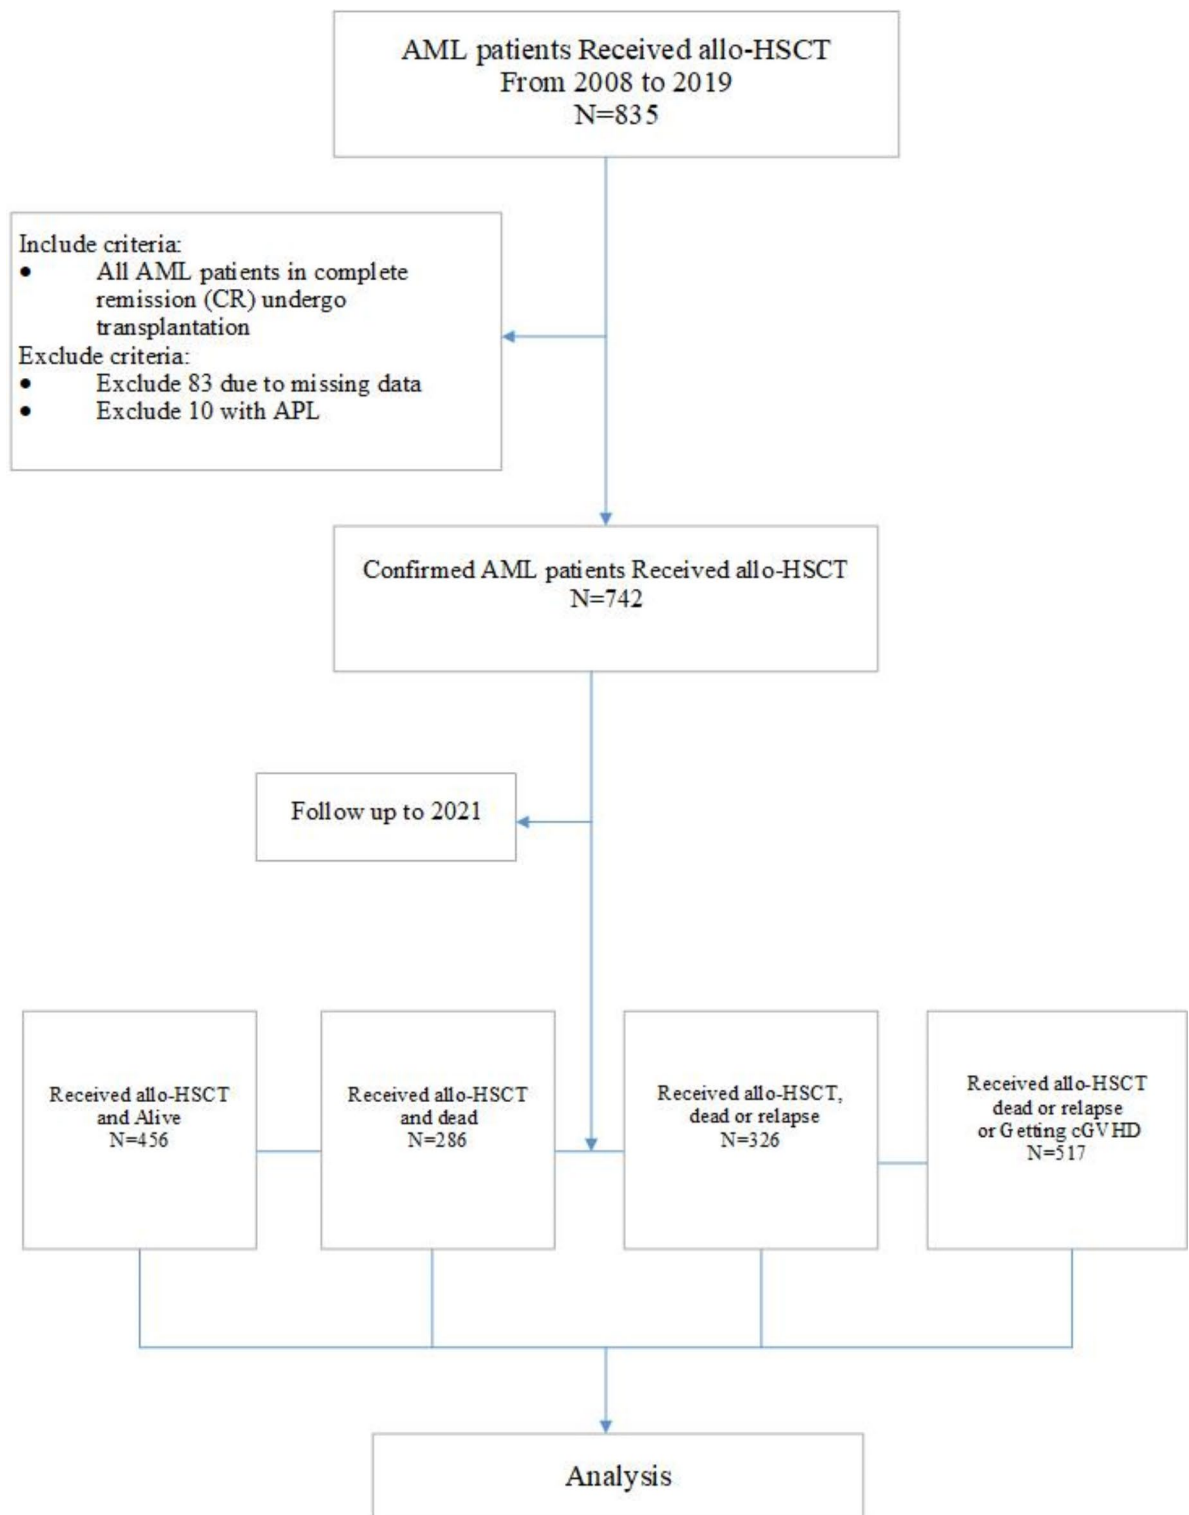 AML patients Received allo-HSCT
From 2008 to 2019
N=835
Include criteria:
• All AML patients in complete
remission (CR) undergo
transplantation
Exclude criteria:
• Exclude 83 due to missing data
• Exclude 10 with APL
Confirmed AML patients Received allo-HSCT
N=742
Follow up to 2021
Received allo-HSCT
and Alive
N=456
Received allo-HSCT
and dead
N=286
Received allo-HSCT,
dead or relapse
N=326
Received allo-HSCT
dead or relapse
or Getting cGVHD
N=517
Analysis